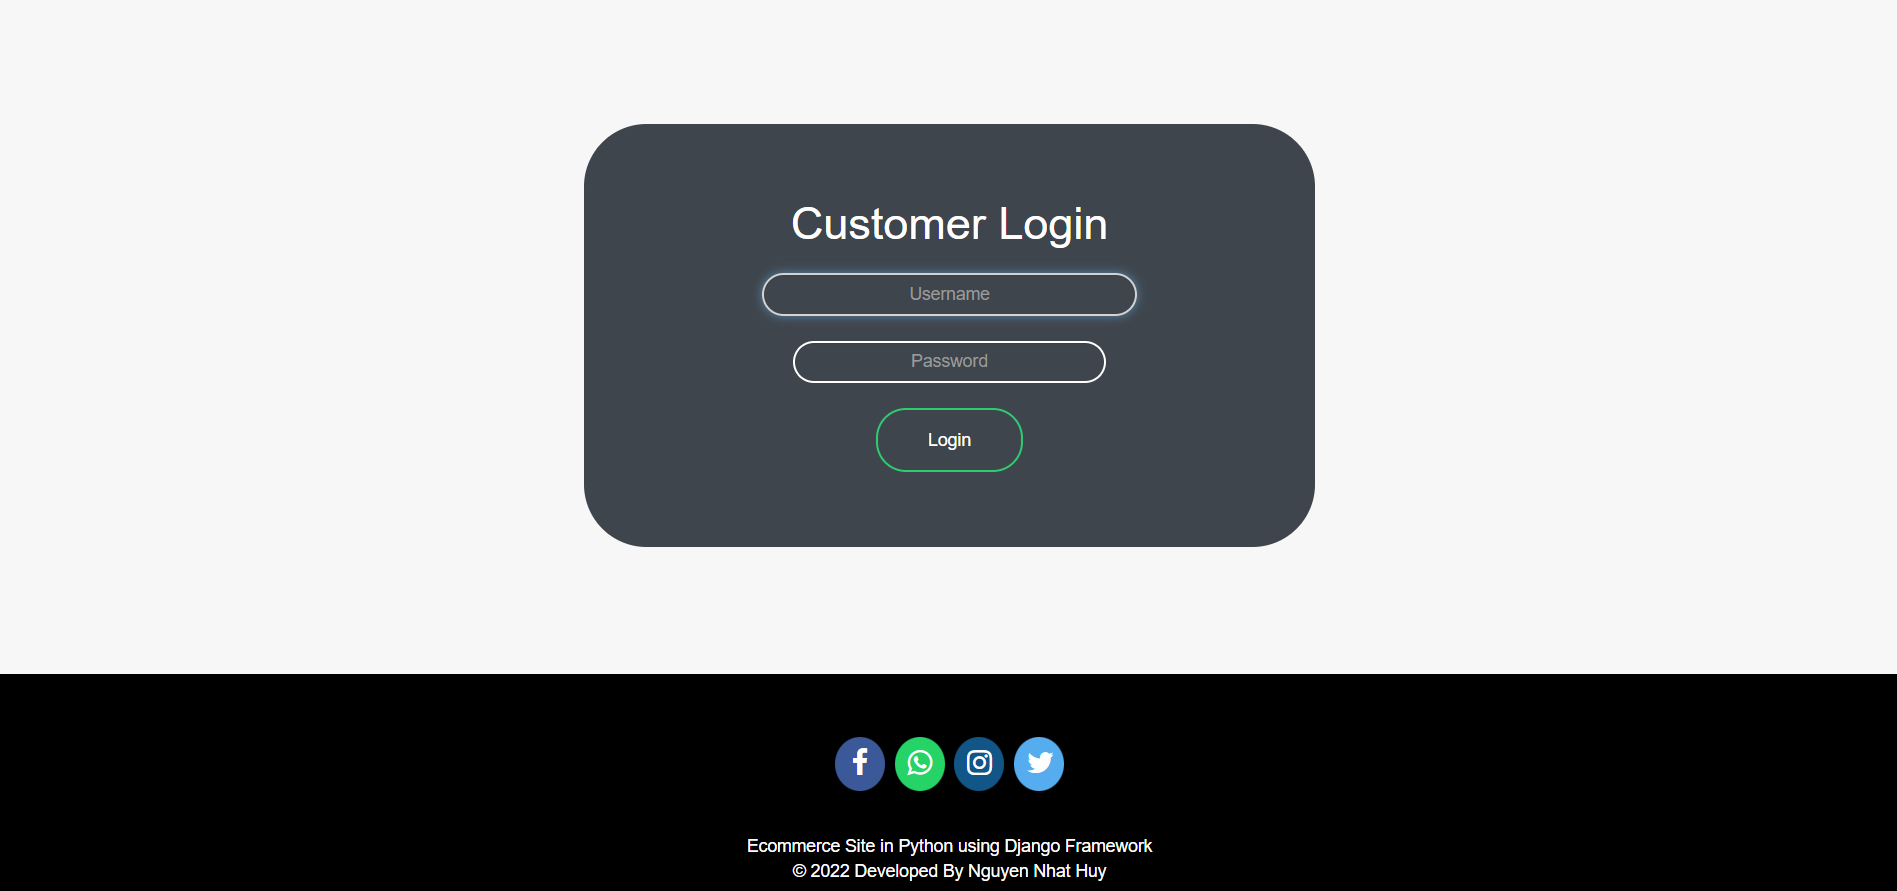 Customer Login
Username
Password
Login
Ecommerce Site in Python using Django Framework
© 2022 Developed By Nguyen Nhat Huy